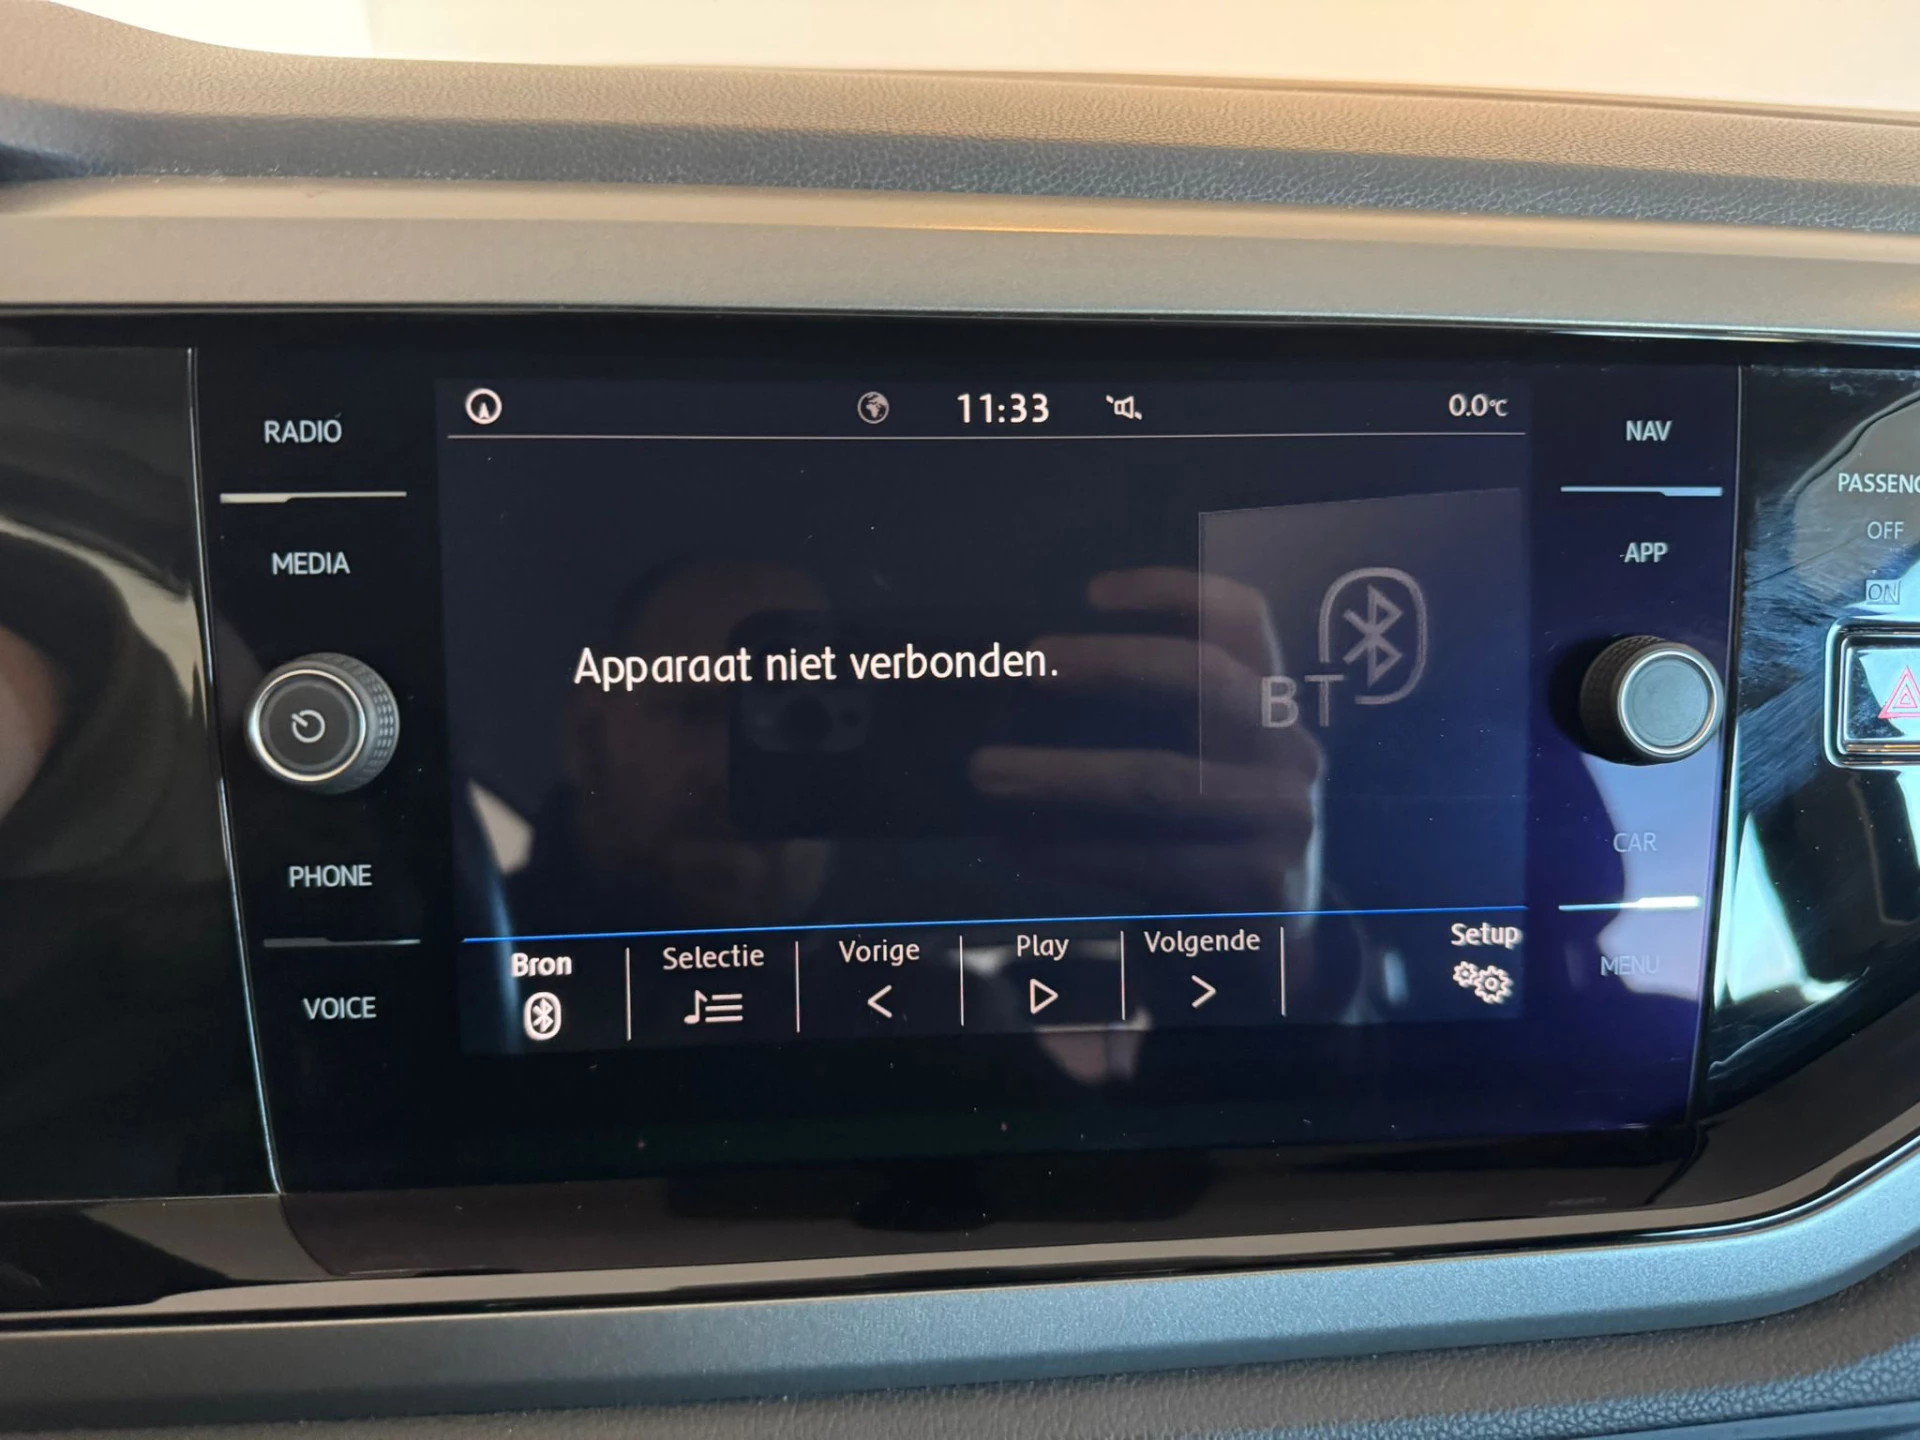 RADIO
MEDIA
PHONE
VOICE
11:33
0.0°C
Apparaat niet verbonden.
BT
Bron
Selectie
Vorige
Play
Volgende
Setup
NAV
APP
CAR
MENU
PASSENG
OFF
ON